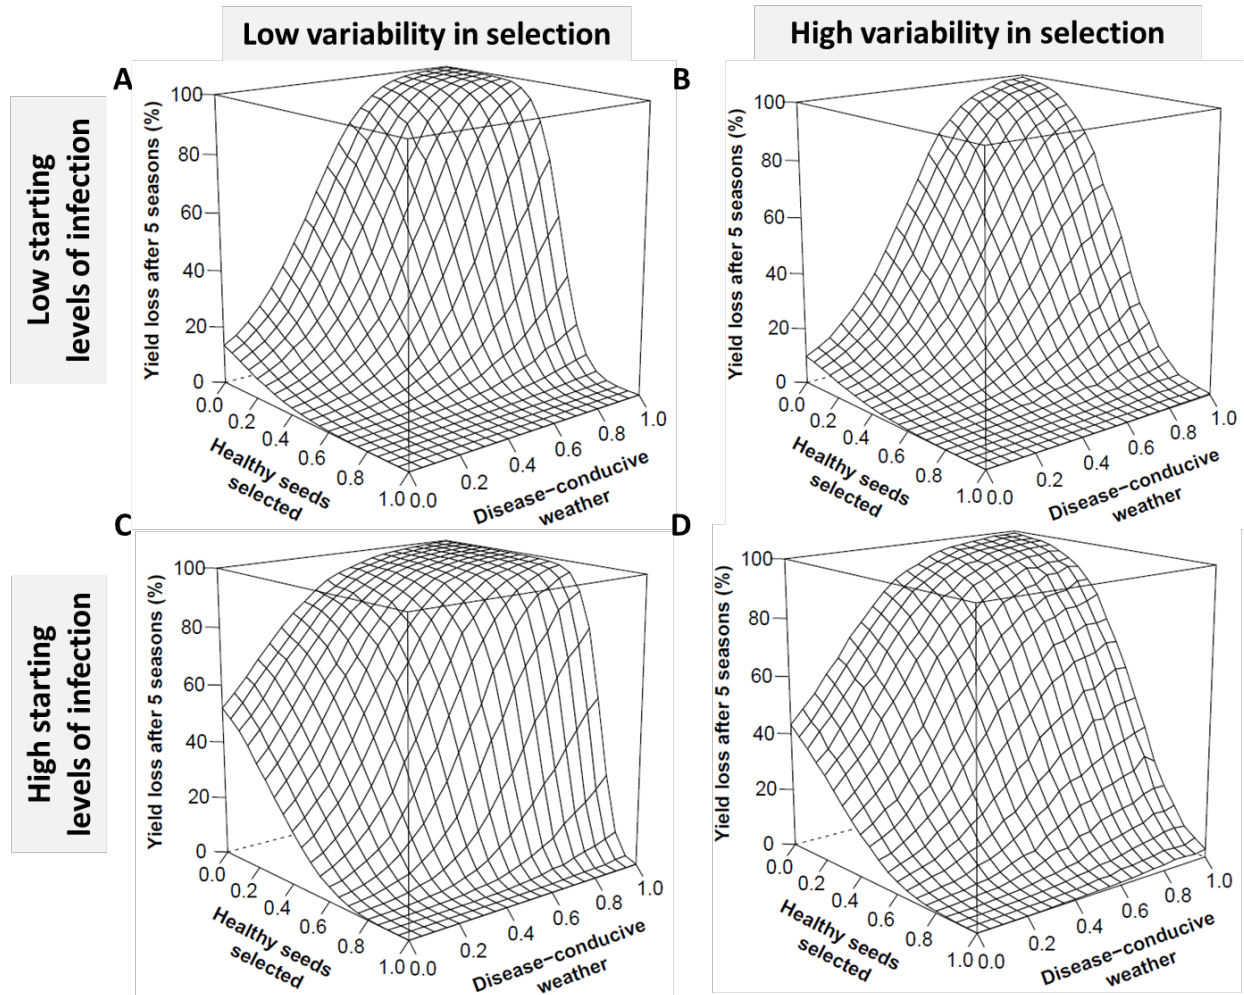 Low variability in selection
High variability in selection
Low starting
levels of infection
High starting
levels of infection
A
Yield loss after 5 seasons (%)
100
80
60
40
20
0
0.0
0.2
0.4
0.6
0.8
1.0
Healthy seeds
selected
0.0
0.2
0.4
0.6
0.8
1.0
Disease−conducive
weather
B
Yield loss after 5 seasons (%)
100
80
60
40
20
0
0.0
0.2
0.4
0.6
0.8
1.0
Healthy seeds
selected
0.0
0.2
0.4
0.6
0.8
1.0
Disease−conducive
weather
C
Yield loss after 5 seasons (%)
100
80
60
40
20
0
0.0
0.2
0.4
0.6
0.8
1.0
Healthy seeds
selected
0.0
0.2
0.4
0.6
0.8
1.0
Disease−conducive
weather
D
Yield loss after 5 seasons (%)
100
80
60
40
20
0
0.0
0.2
0.4
0.6
0.8
1.0
Healthy seeds
selected
0.0
0.2
0.4
0.6
0.8
1.0
Disease−conducive
weather